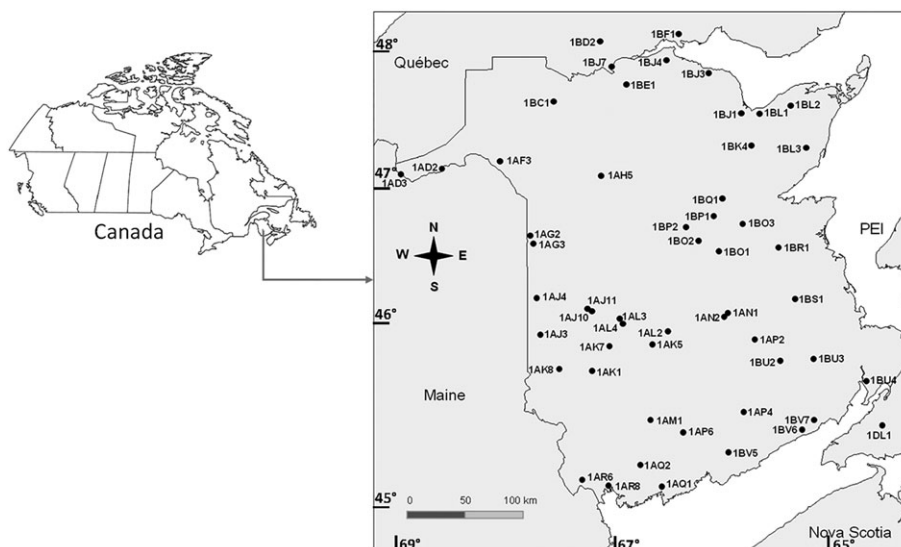 Canada
48°
Québec
1BD2
1BF1
1BJ7
1BJ4
1BJ3
1BE1
1BC1
1BJ1
1BL1
1BL2
1BK4
1BL3
1AD3
1AD2
1AF3
47°
1AH5
1BQ1
1BP1
1BP2
1BO3
1BO2
1BO1
1BR1
PEI
N
W E
S
1AG2
1AG3
1AJ4
1AJ11
1AJ10
1AL3
1AL4
1AN2
1AN1
1BS1
46°
1AJ3
1AL2
1AK7
1AK5
1AP2
1BU2
1BU3
1AK8
1AK1
1BU4
Maine
1AM1
1AP4
1AP6
1BV7
1BV6
1DL1
1BV5
1AQ2
1AR6
1AR8
1AQ1
45°
0 50 100 km
Nova Scotia
69° 67° 65°